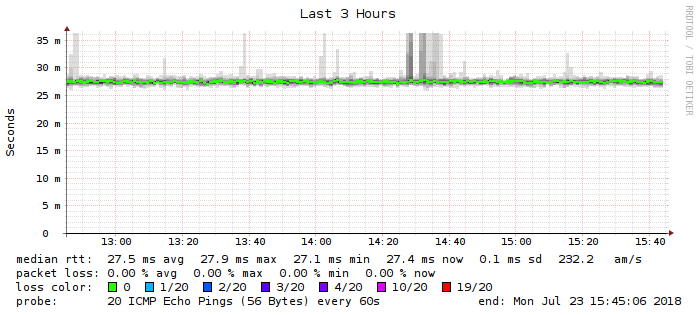 Last 3 Hours
RRDTOOL / TOBI OETIKER
Seconds
35 m
30 m
25 m
20 m
15 m
10 m
5 m
0
13:00 13:20 13:40 14:00 14:20 14:40 15:00 15:20 15:40
median rtt: 27.5 ms avg 27.9 ms max 27.1 ms min 27.4 ms now 0.1 ms sd 232.2 am/s
packet loss: 0.00 % avg 0.00 % max 0.00 % min 0.00 % now
loss color: 0 1/20 2/20 3/20 4/20 10/20 19/20
probe: 20 ICMP Echo Pings (56 Bytes) every 60s end: Mon Jul 23 15:45:06 2018